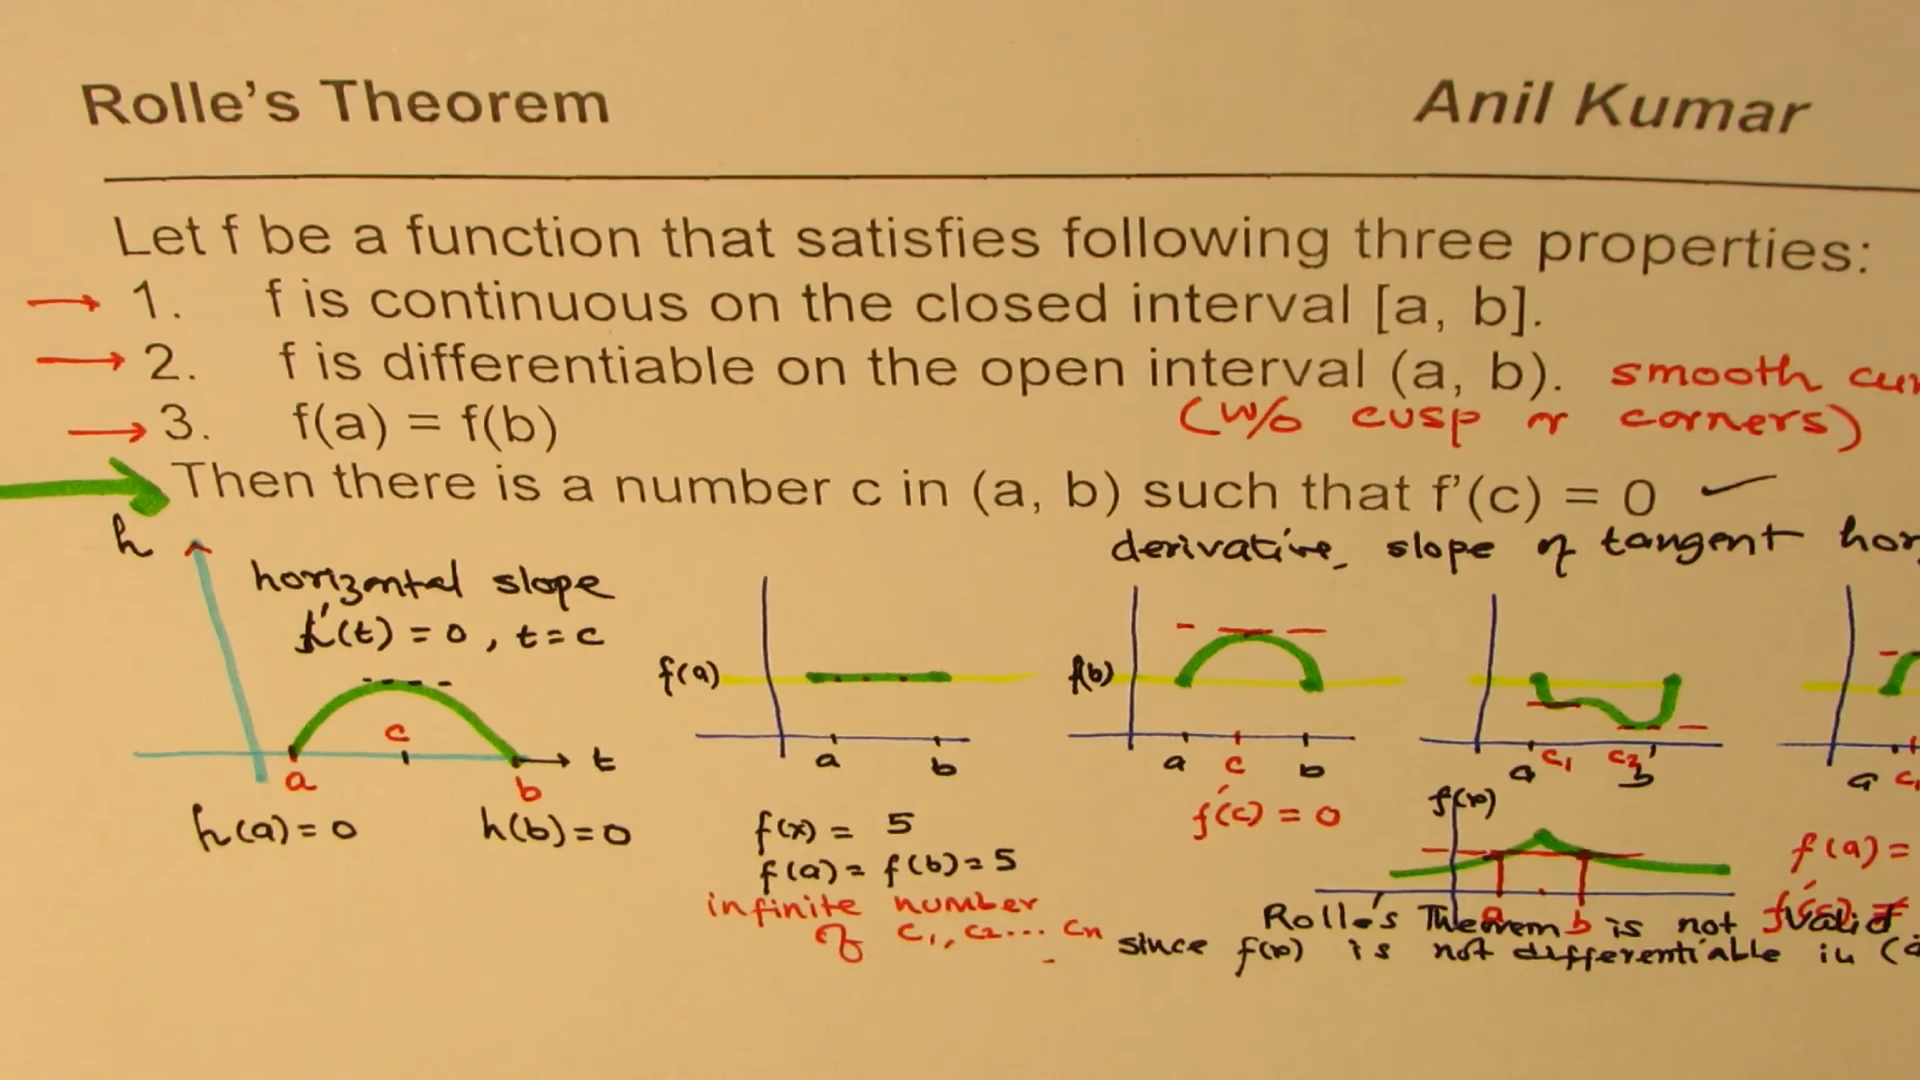 Rolle's Theorem
Anil Kumar
Let f be a function that satisfies following three properties:
1. f is continuous on the closed interval [a, b].
2. f is differentiable on the open interval (a, b). smooth
(w/o cusp or corners)
3. f(a) = f(b)
Then there is a number c in (a, b) such that f'(c) = 0
derivative, slope of tangent
h
horizontal slope
h'(t) = 0, t = c
c
t
a
b
h(a) = 0
h(b) = 0
f(a)
a
b
f(x) = 5
f(a) = f(b) = 5
infinite number
of c₁, c₂... cn
f(b)
a
c
b
f'(c) = 0
a
c₁
c₂
b
f(x)
a
b
Rolle's Theorem is not valid
since f(x) is not differentiable in
a
c₁
f(a) =